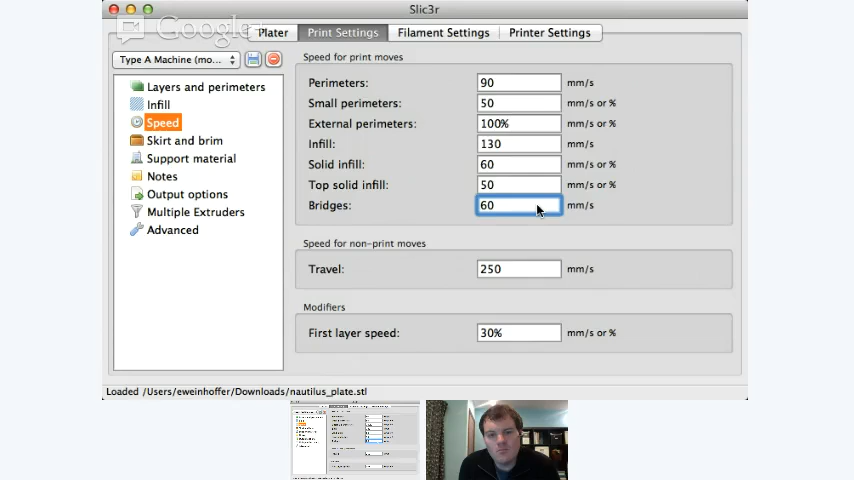 Slic3r
Google+
Plater
Print Settings
Filament Settings
Printer Settings
Type A Machine (mo...
Layers and perimeters
Infill
Speed
Skirt and brim
Support material
Notes
Output options
Multiple Extruders
Advanced
Speed for print moves
Perimeters: 90 mm/s
Small perimeters: 50 mm/s or %
External perimeters: 100% mm/s or %
Infill: 130 mm/s
Solid infill: 60 mm/s or %
Top solid infill: 50 mm/s or %
Bridges: 60 mm/s
Speed for non-print moves
Travel: 250 mm/s
Modifiers
First layer speed: 30% mm/s or %
Loaded /Users/eweinhoffer/Downloads/nautilus_plate.stl